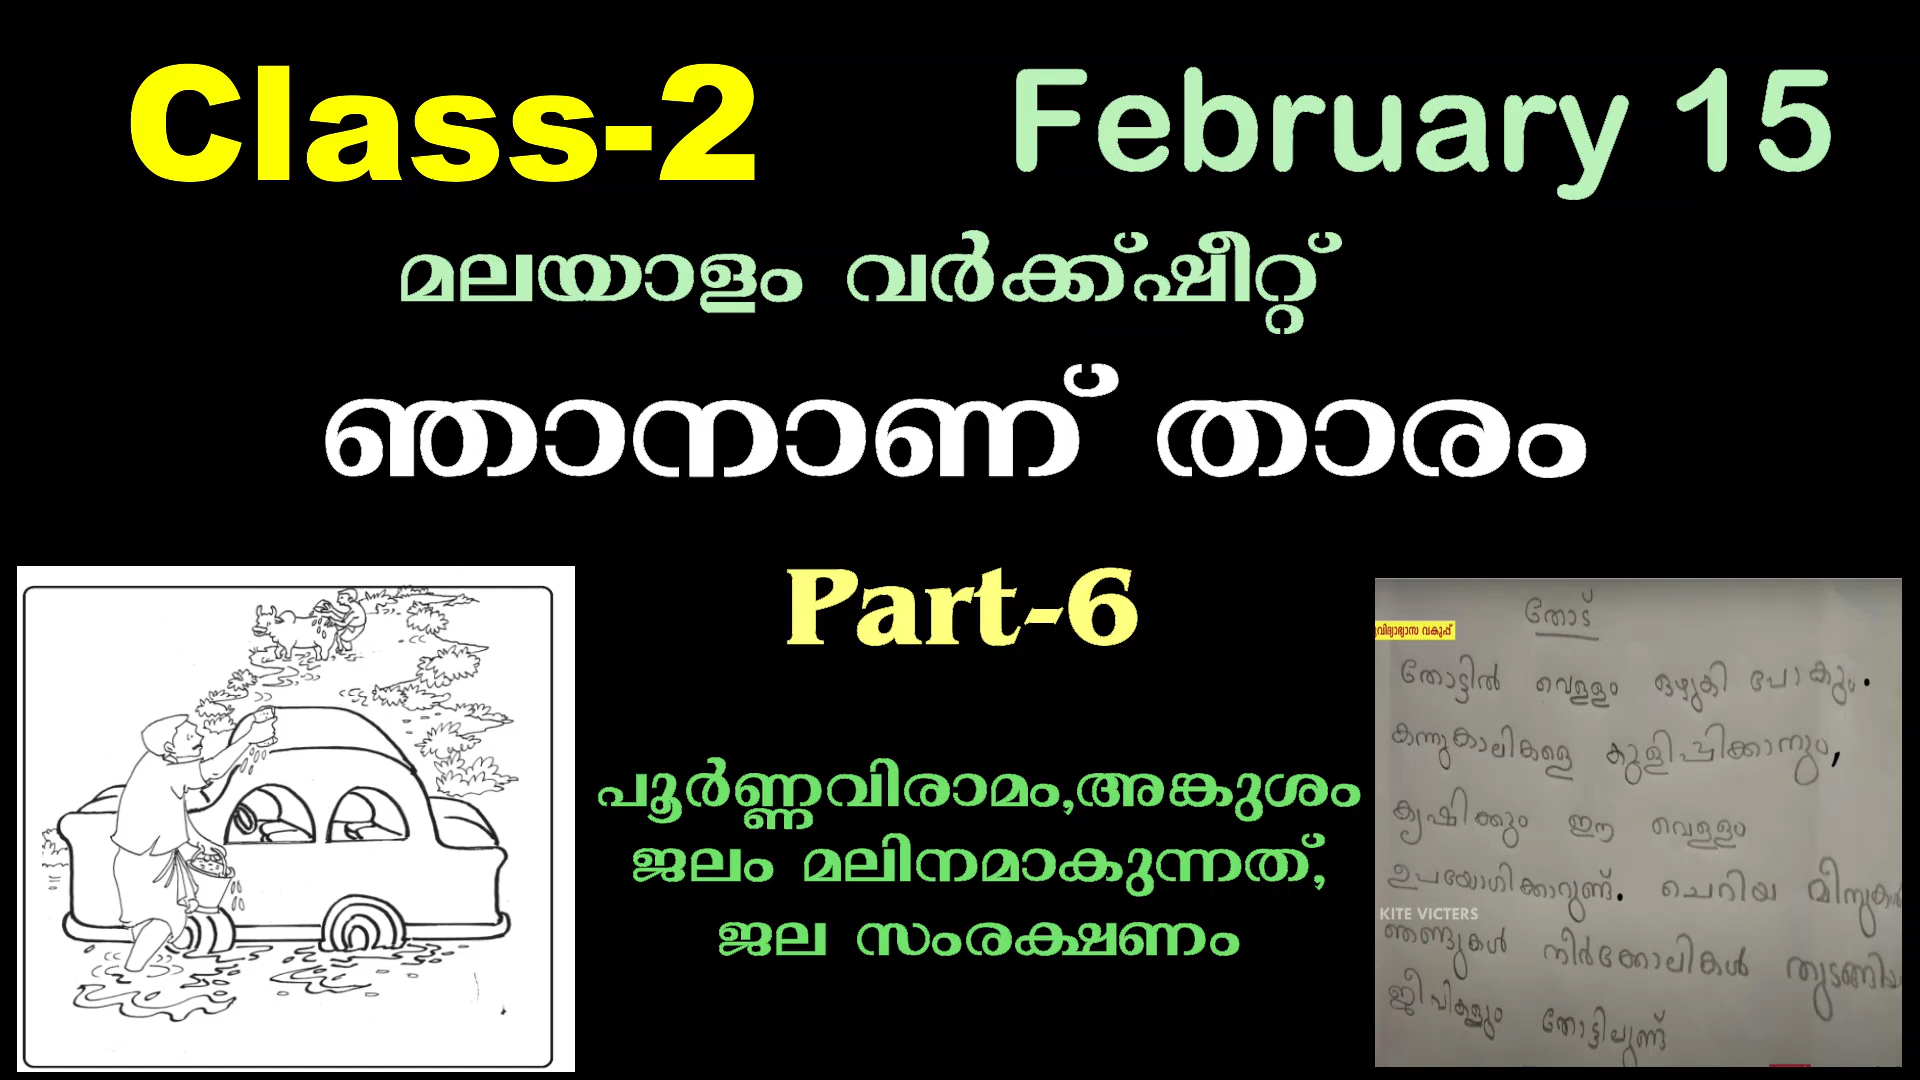 Class-2 February 15
മലയാളം വർക്ക്ഷീറ്റ്
ഞാനാണ് താരം
Part-6
പൂർണ്ണവിരാമം,അങ്കുശം
ജലം മലിനമാകുന്നത്,
ജല സംരക്ഷണം
തോട്
വിദ്യാഭ്യാസ വകുപ്പ്
തോട്ടിൽ വെള്ളം ഒഴുകി പോകും.
കന്നുകാലികളെ കുളിപ്പിക്കാനും,
കൃഷിക്കും ഈ വെള്ളം
ഉപയോഗിക്കാറുണ്ട്. ചെറിയ മീനുകൾ
KITE VICTERS
ഞണ്ടുകൾ നീർക്കോലികൾ
ജീവികളും തോട്ടിലുണ്ട്